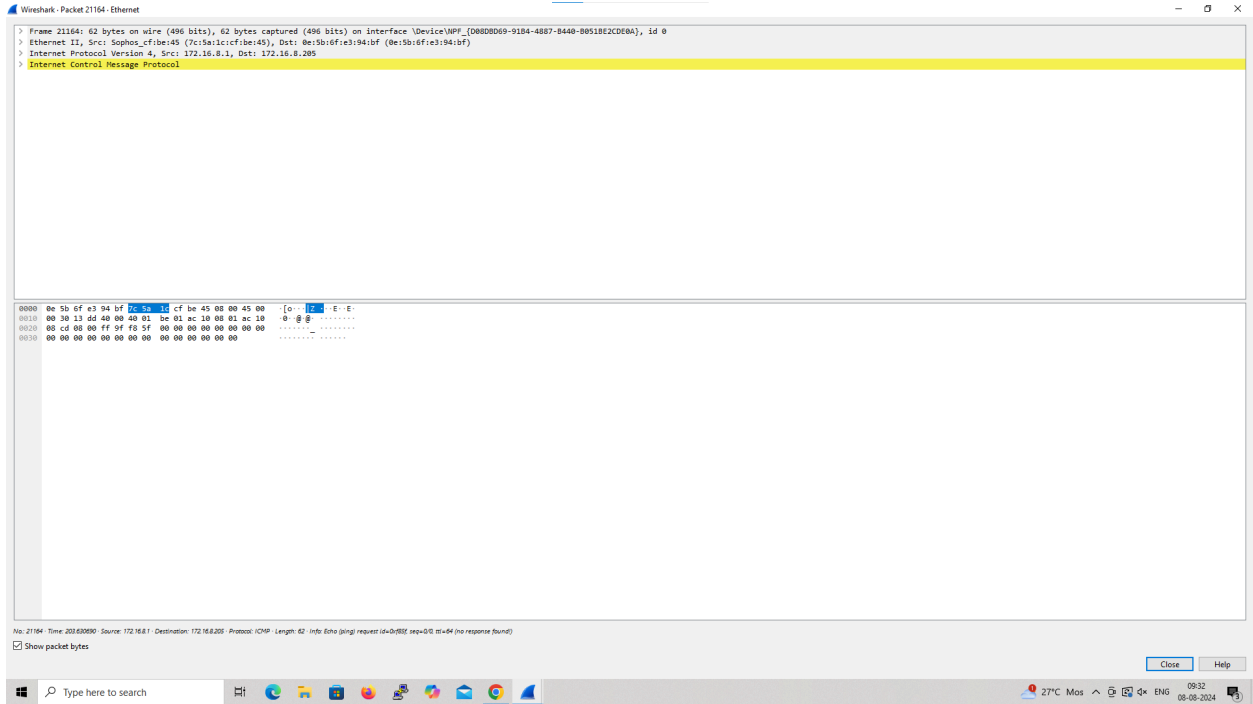 Wireshark · Packet 21164 · Ethernet
> Frame 21164: 62 bytes on wire (496 bits), 62 bytes captured (496 bits) on interface \Device\NPF_{D08DBD69-91B4-4887-B440-B051BE2CDE0A}, id 0
> Ethernet II, Src: Sophos_cf:be:45 (7c:5a:1c:cf:be:45), Dst: 0e:5b:6f:e3:94:bf (0e:5b:6f:e3:94:bf)
> Internet Protocol Version 4, Src: 172.16.8.1, Dst: 172.16.8.205
> Internet Control Message Protocol
0000 0e 5b 6f e3 94 bf 7c 5a 1c cf be 45 08 00 45 00 ·[o···|Z ···E··E·
0010 00 30 13 dd 40 00 40 01 be 01 ac 10 08 01 ac 10 ·0··@·@· ········
0020 08 cd 08 00 ff 9f f8 5f 00 00 00 00 00 00 00 00 ·······_ ········
0030 00 00 00 00 00 00 00 00 00 00 00 00 00 00 ········ ······
No.: 21164 · Time: 203.630690 · Source: 172.16.8.1 · Destination: 172.16.8.205 · Protocol: ICMP · Length: 62 · Info: Echo (ping) request id=0xf85f, seq=0/0, ttl=64 (no response found!)
Show packet bytes
Close Help
Type here to search
27°C Mos
ENG
09:32
08-08-2024
3